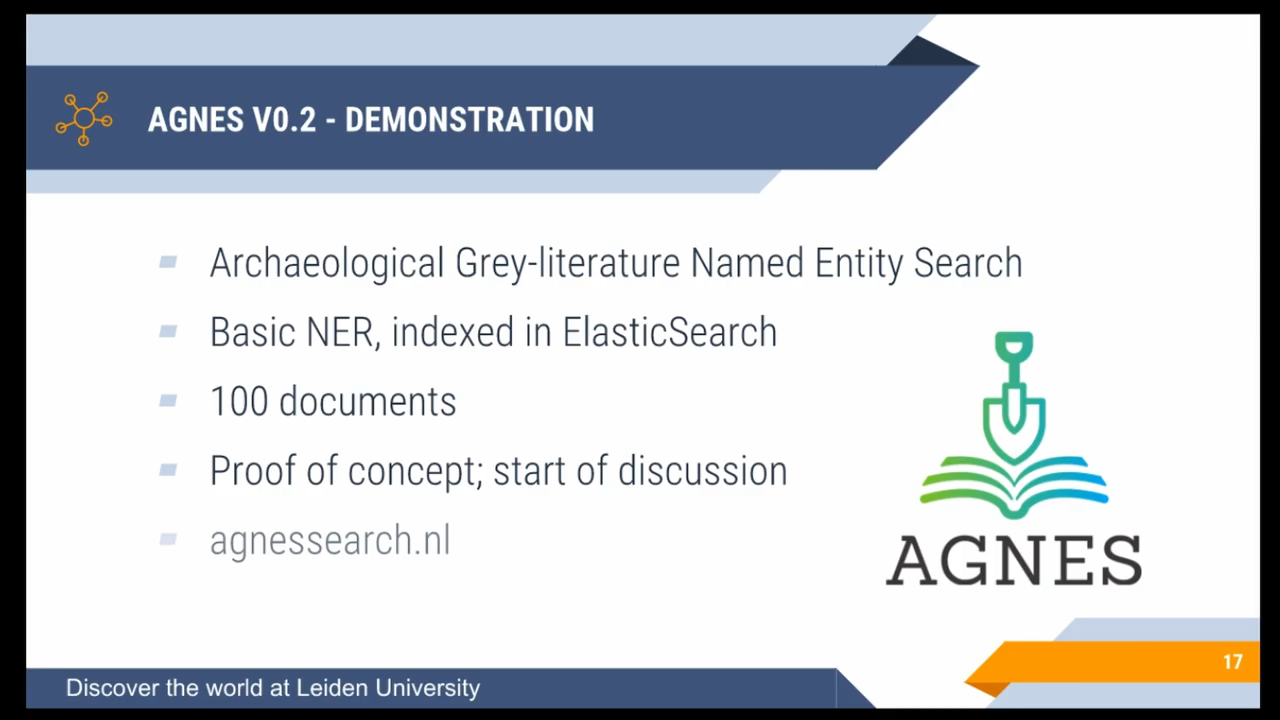 AGNES V0.2 - DEMONSTRATION
Archaeological Grey-literature Named Entity Search
Basic NER, indexed in ElasticSearch
100 documents
Proof of concept; start of discussion
agnessearch.nl
AGNES
17
Discover the world at Leiden University